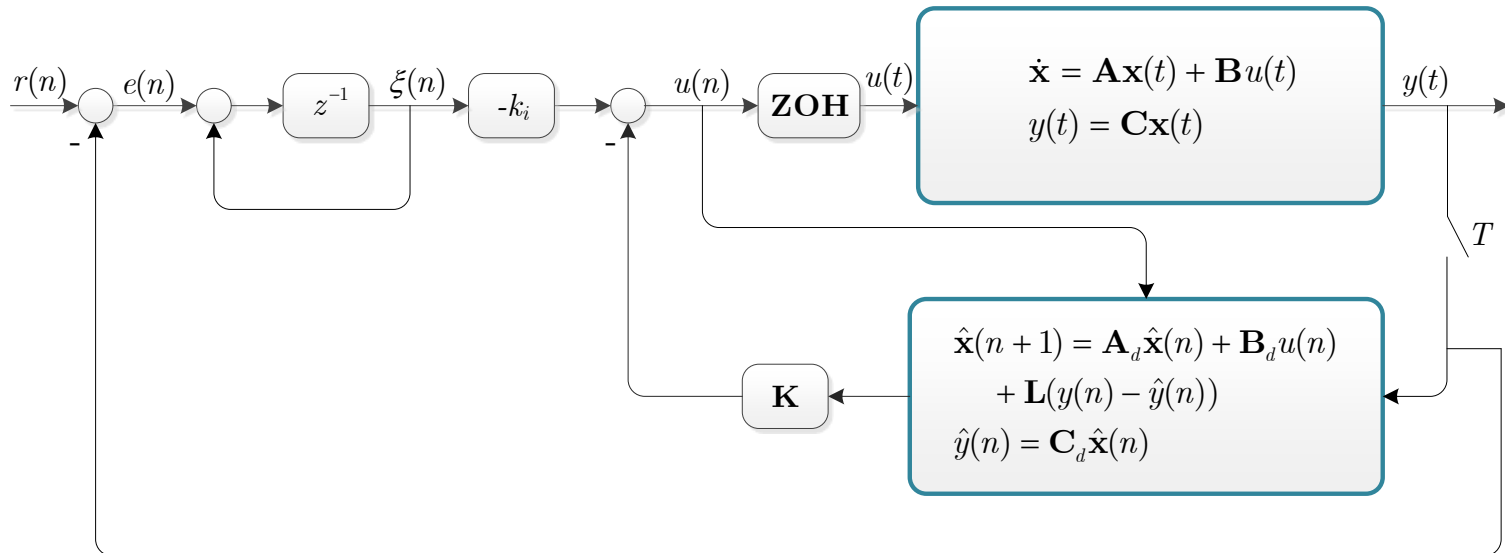 r(n)
-
e(n)
z⁻¹
ξ(n)
-kᵢ
-
u(n)
ZOH
u(t)
ẋ = Ax(t) + Bu(t)
y(t) = Cx(t)
y(t)
T
K
x̂(n + 1) = A_d x̂(n) + B_d u(n)
+ L(y(n) − ŷ(n))
ŷ(n) = C_d x̂(n)